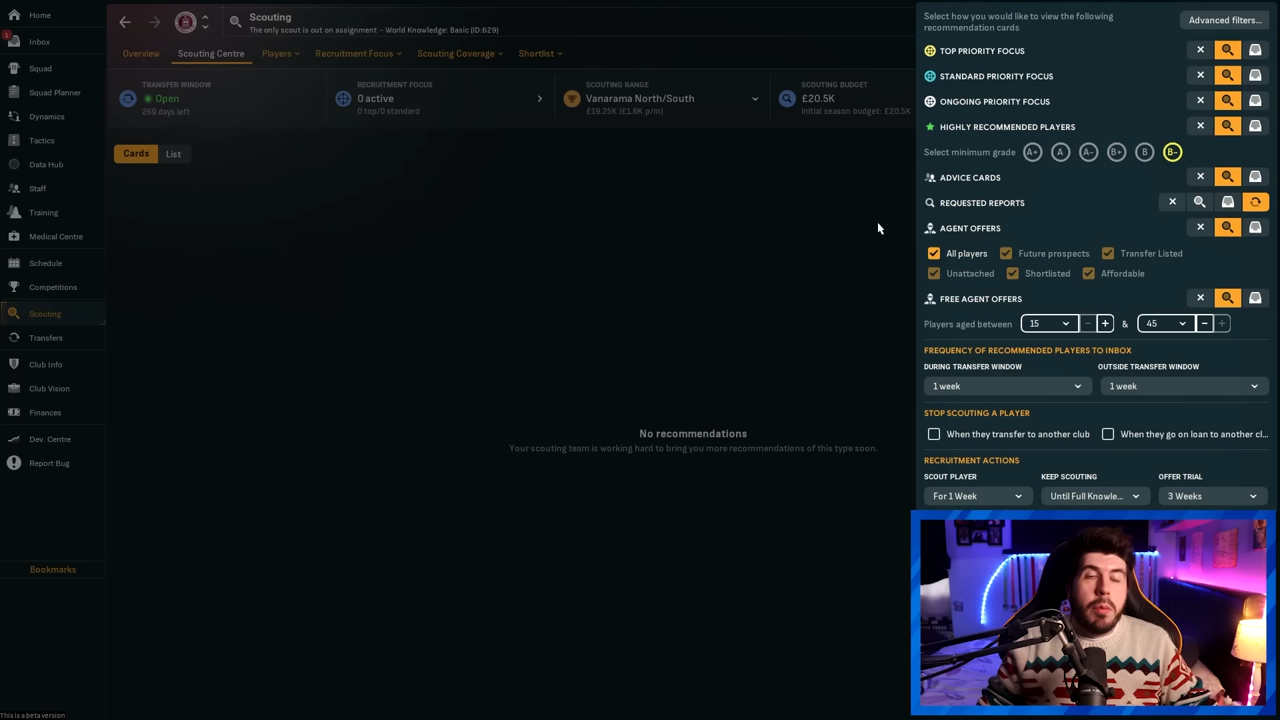 Home
1
Inbox
Squad
Squad Planner
Dynamics
Tactics
Data Hub
Staff
Training
Medical Centre
Schedule
Competitions
Scouting
Transfers
Club Info
Club Vision
Finances
Dev. Centre
Report Bug
Bookmarks
This is a beta version
Scouting
The only scout is out on assignment - World Knowledge: Basic (ID:629)
Overview
Scouting Centre
Players
Recruitment Focus
Scouting Coverage
Shortlist
TRANSFER WINDOW
Open
269 days left
RECRUITMENT FOCUS
0 active
0 top/0 standard
SCOUTING RANGE
Vanarama North/South
£19.25K (£1.6K p/m)
SCOUTING BUDGET
£20.5K
Initial season budget: £20.5K
Cards
List
No recommendations
Your scouting team is working hard to bring you more recommendations of this type soon.
Select how you would like to view the following
recommendation cards
Advanced filters...
TOP PRIORITY FOCUS
STANDARD PRIORITY FOCUS
ONGOING PRIORITY FOCUS
HIGHLY RECOMMENDED PLAYERS
Select minimum grade A+ A A- B+ B B-
ADVICE CARDS
REQUESTED REPORTS
AGENT OFFERS
All players Future prospects Transfer Listed
Unattached Shortlisted Affordable
FREE AGENT OFFERS
Players aged between 15 - + & 45 - +
FREQUENCY OF RECOMMENDED PLAYERS TO INBOX
DURING TRANSFER WINDOW OUTSIDE TRANSFER WINDOW
1 week 1 week
STOP SCOUTING A PLAYER
When they transfer to another club When they go on loan to another cl...
RECRUITMENT ACTIONS
SCOUT PLAYER KEEP SCOUTING OFFER TRIAL
For 1 Week Until Full Knowle... 3 Weeks